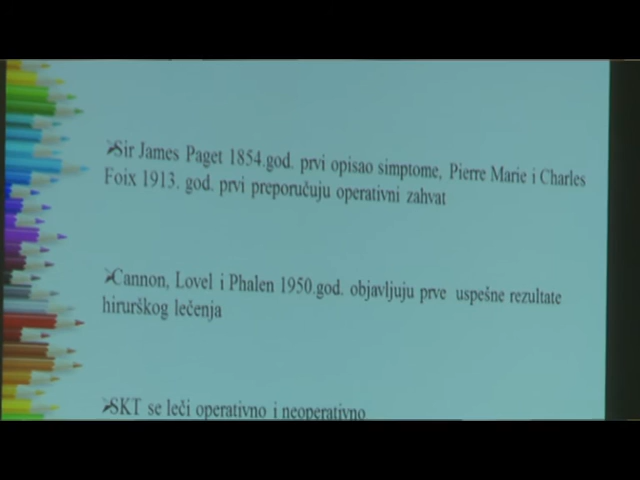 ➢Sir James Paget 1854.god. prvi opisao simptome, Pierre Marie i Charles
Foix 1913. god. prvi preporučuju operativni zahvat
➢Cannon, Lovel i Phalen 1950.god. objavljuju prve uspešne rezultate
hirurškog lečenja
➢SKT se leči operativno i neoperativno